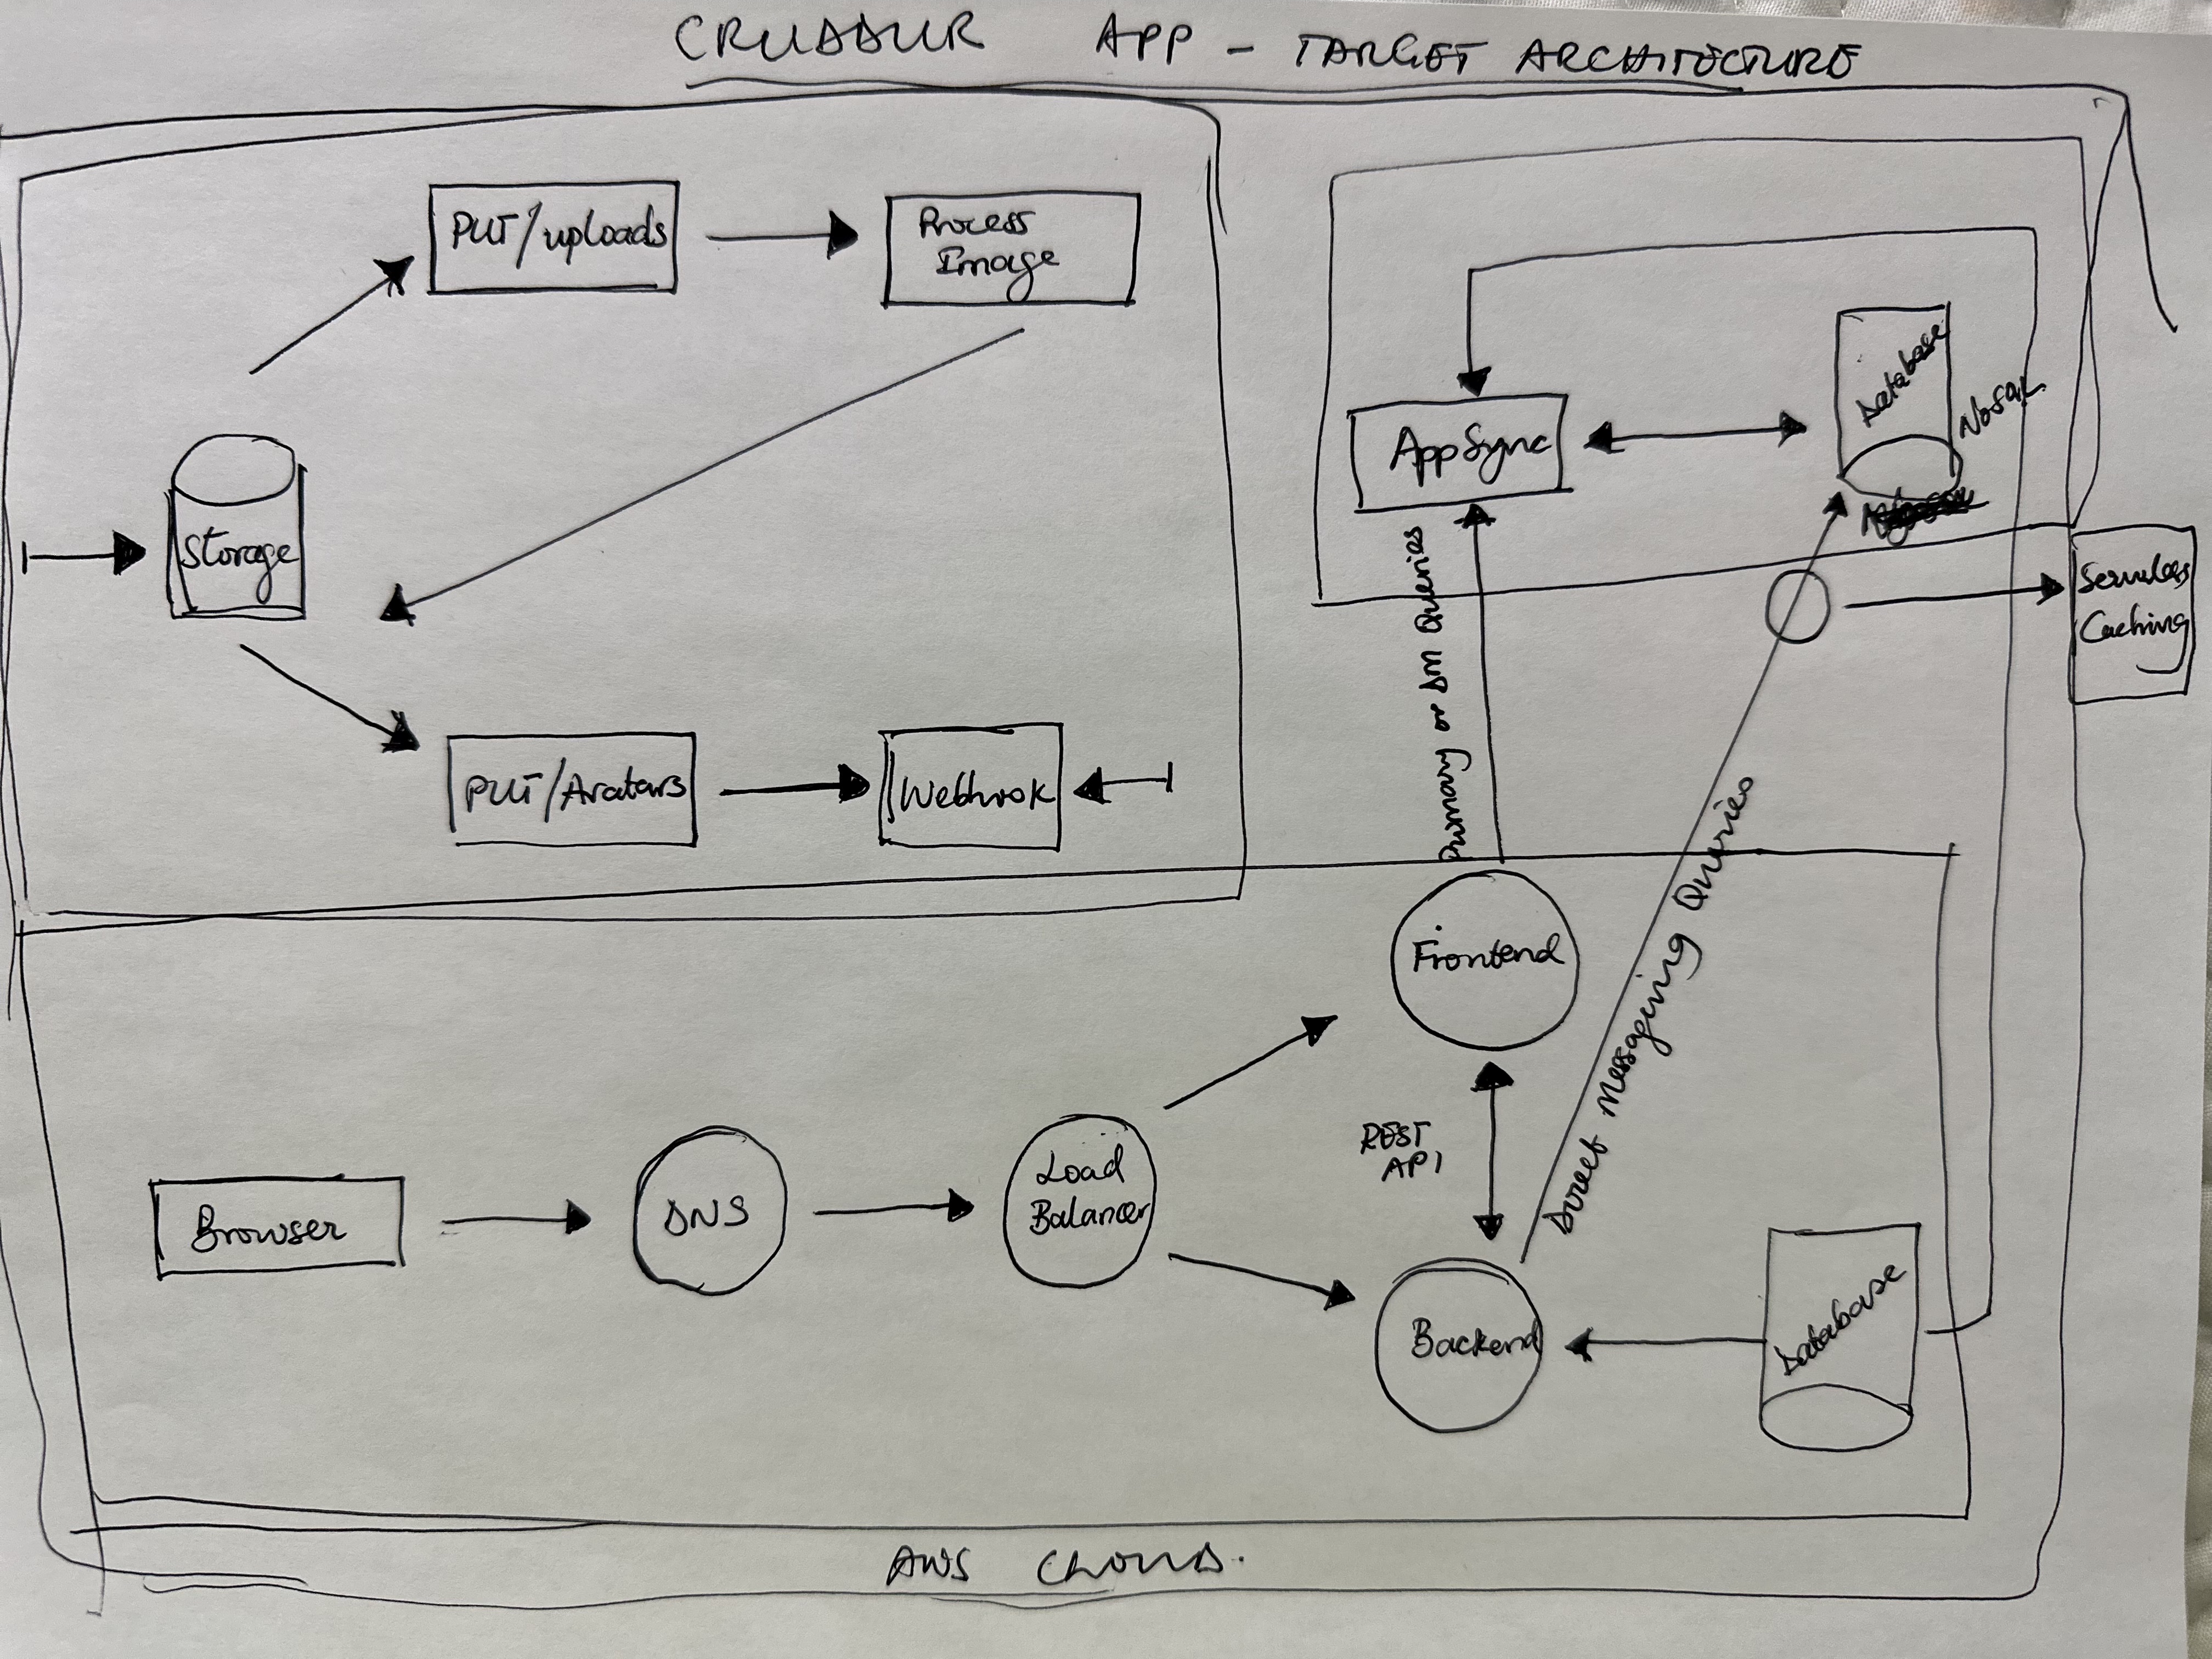 CRUDDUR APP - TARGET ARCHITECTURE
PUT/uploads
Process
Image
Storage
PUT/Avatars
Webhook
AppSync
Database
NoSQL
Serverless
Caching
Primary or DM Queries
Direct Messaging Queries
Frontend
REST
API
Browser
DNS
Load
Balancer
Backend
Database
AWS CLOUD.